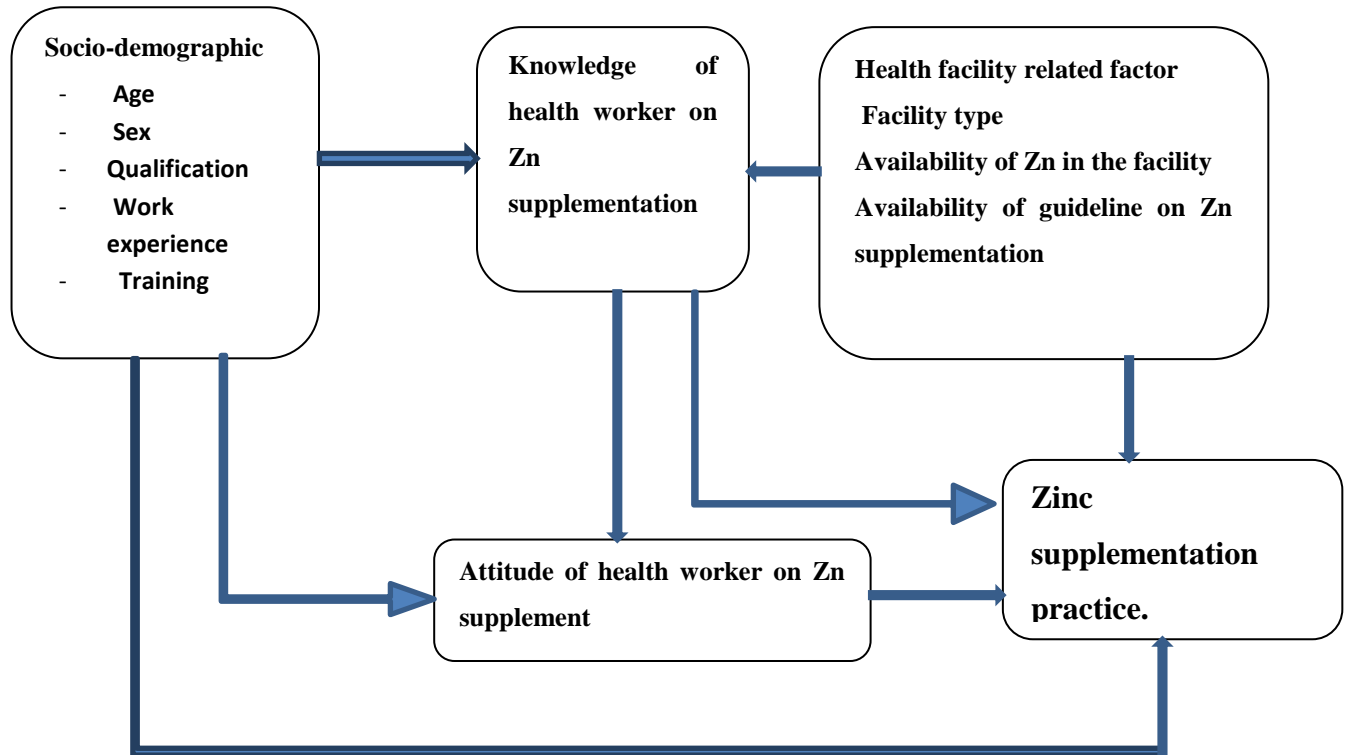 Socio-demographic
- Age
- Sex
- Qualification
- Work
experience
- Training
Knowledge of
health worker on
Zn
supplementation
Health facility related factor
Facility type
Availability of Zn in the facility
Availability of guideline on Zn
supplementation
Attitude of health worker on Zn
supplement
Zinc
supplementation
practice.